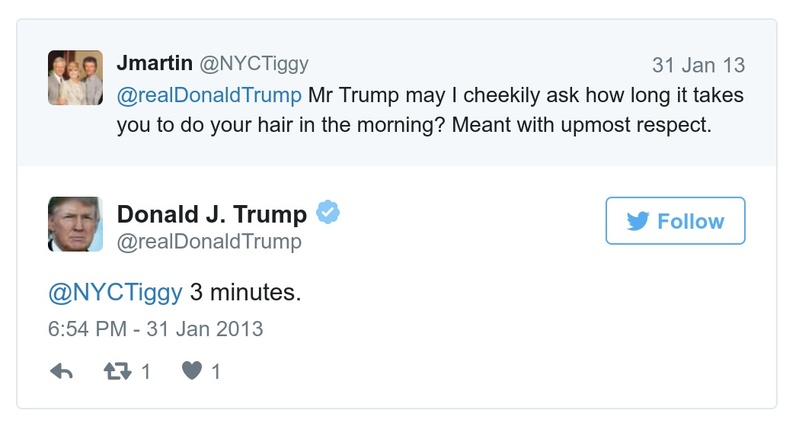 Jmartin @NYCTiggy 31 Jan 13
@realDonaldTrump Mr Trump may I cheekily ask how long it takes
you to do your hair in the morning? Meant with upmost respect.
Donald J. Trump
@realDonaldTrump
Follow
@NYCTiggy 3 minutes.
6:54 PM - 31 Jan 2013
1 1